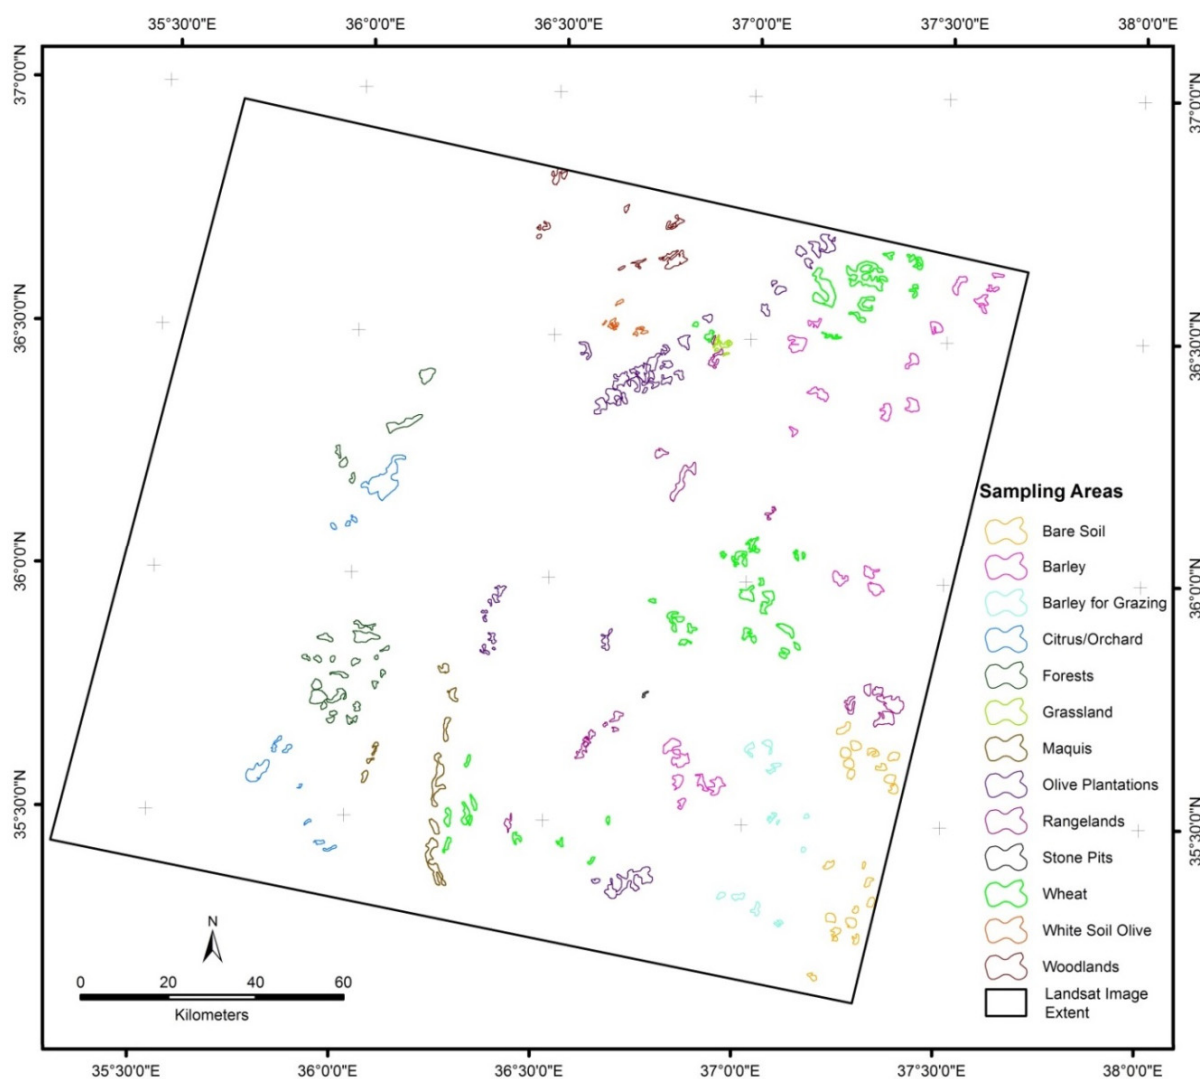 35°30'0"E 36°0'0"E 36°30'0"E 37°0'0"E 37°30'0"E 38°0'0"E
37°0'0"N 37°0'0"N
36°30'0"N 36°30'0"N
Sampling Areas
Bare Soil
36°0'0"N 36°0'0"N
Barley
Barley for Grazing
Citrus/Orchard
Forests
Grassland
Maquis
35°30'0"N 35°30'0"N
Olive Plantations
Rangelands
Stone Pits
Wheat
White Soil Olive
Woodlands
Landsat Image
Extent
N
0 20 40 60
Kilometers
35°30'0"E 36°0'0"E 36°30'0"E 37°0'0"E 37°30'0"E 38°0'0"E